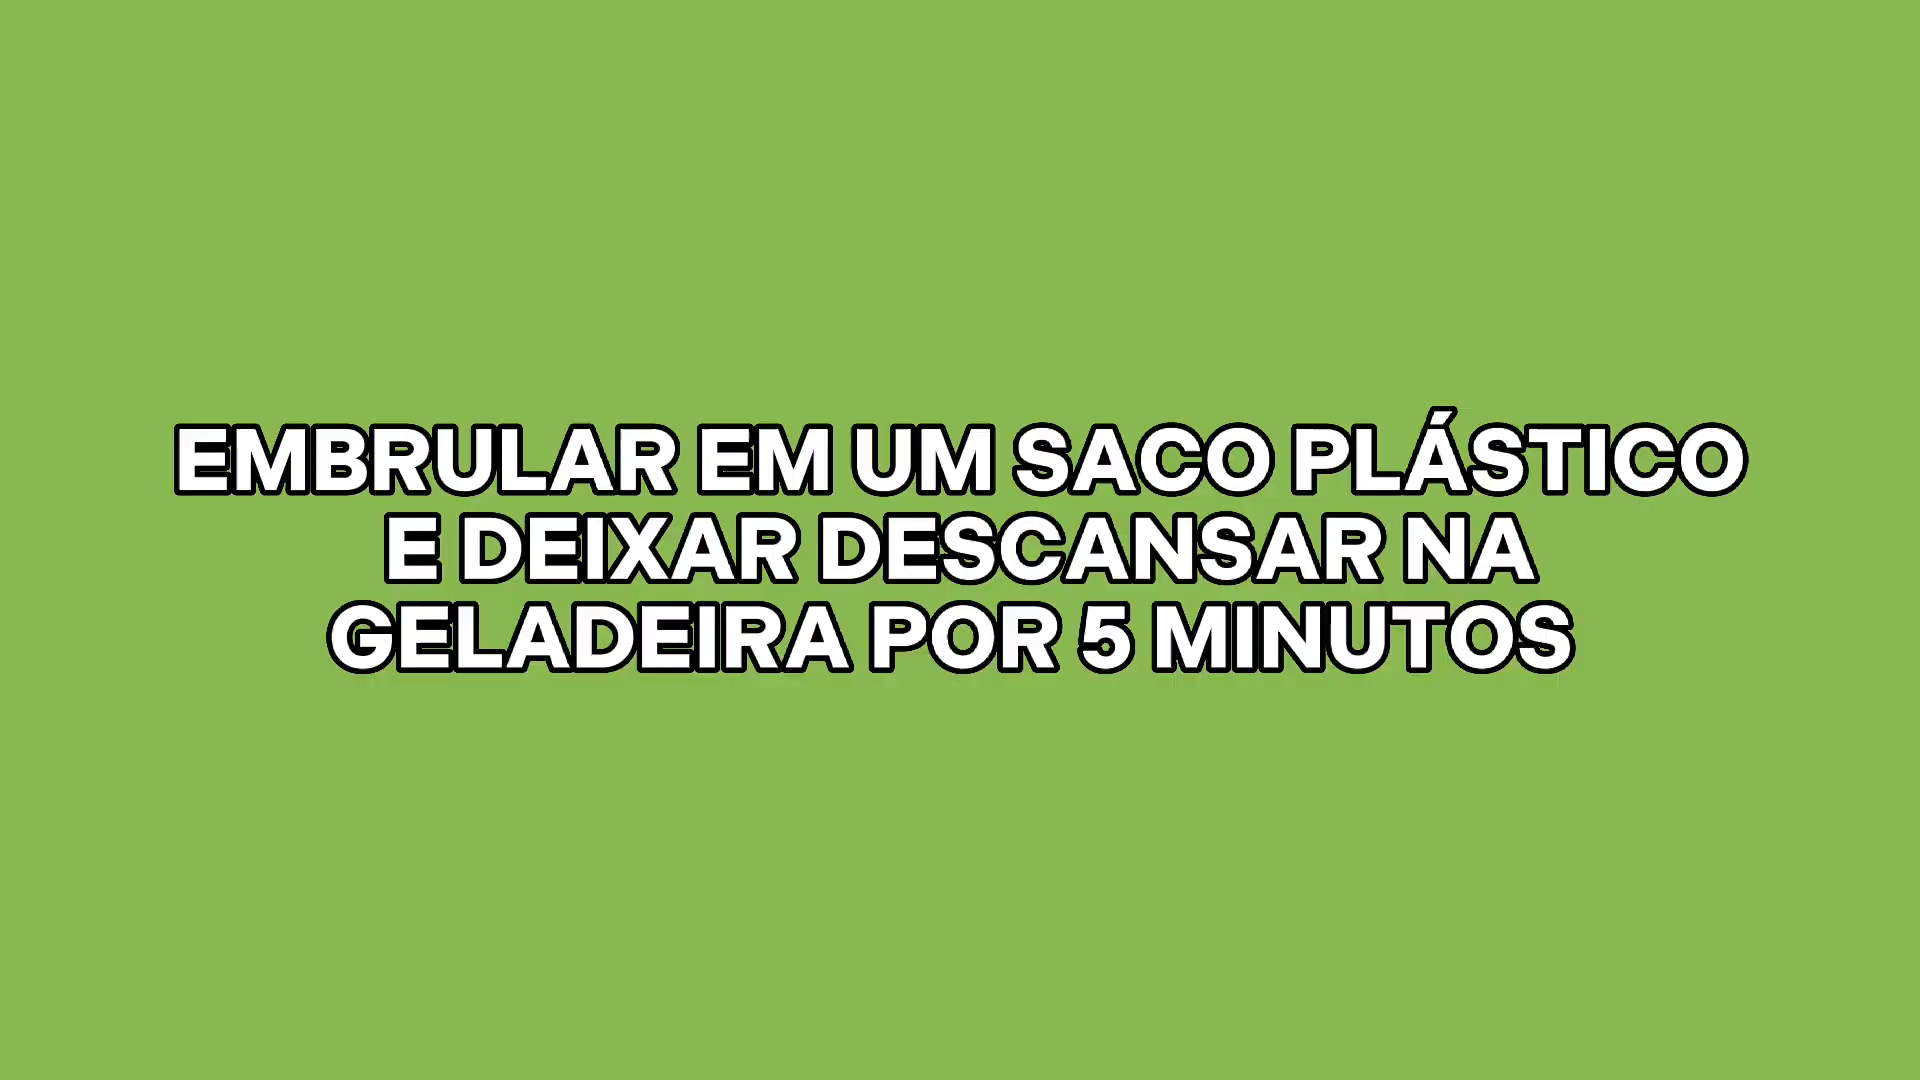 EMBRULAR EM UM SACO PLÁSTICO
E DEIXAR DESCANSAR NA
GELADEIRA POR 5 MINUTOS